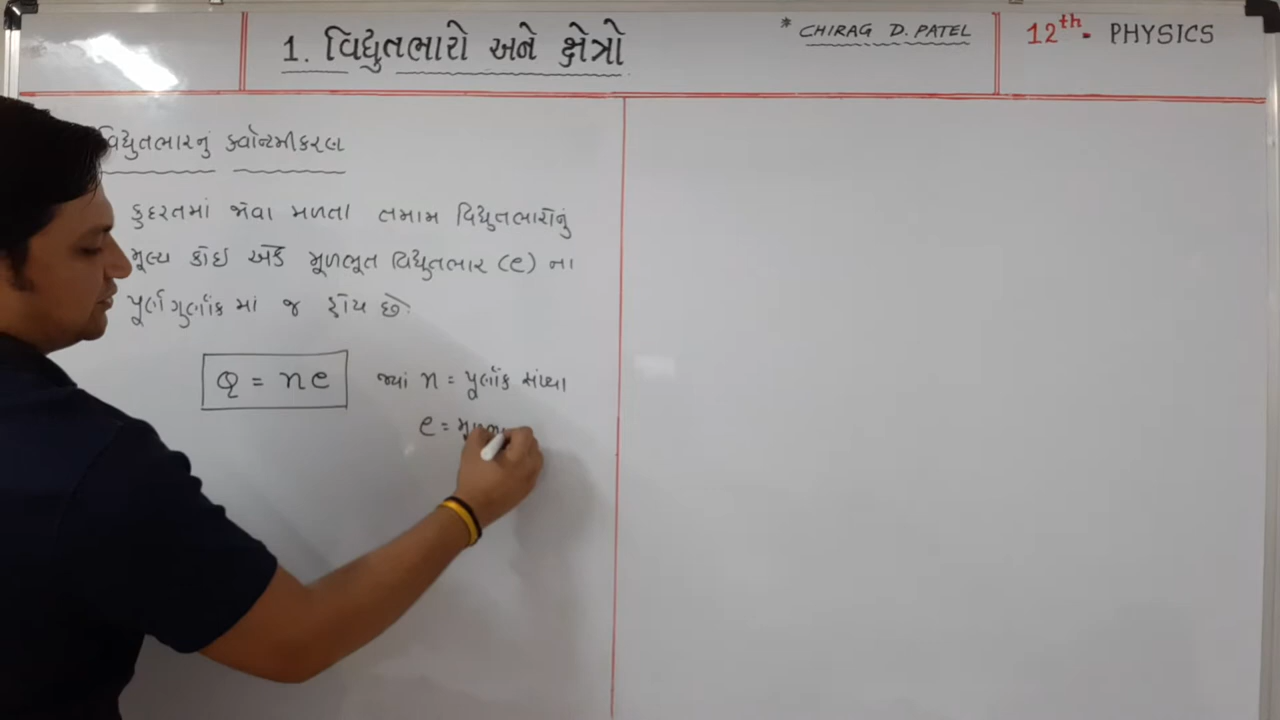 1. વિદ્યુતભારો અને ક્ષેત્રો
* CHIRAG D. PATEL
12th. PHYSICS
વિદ્યુતભારનું ક્વોન્ટમીકરણ
કુદરતમાં જોવા મળતા તમામ વિદ્યુતભારોનું
મૂલ્ય કોઈ એક મૂળભૂત વિદ્યુતભાર (e) ના
પૂર્ણ ગુણાંક માં જ હોય છે.
Q = ne જ્યાં n = પૂર્ણાંક સંખ્યા
e =